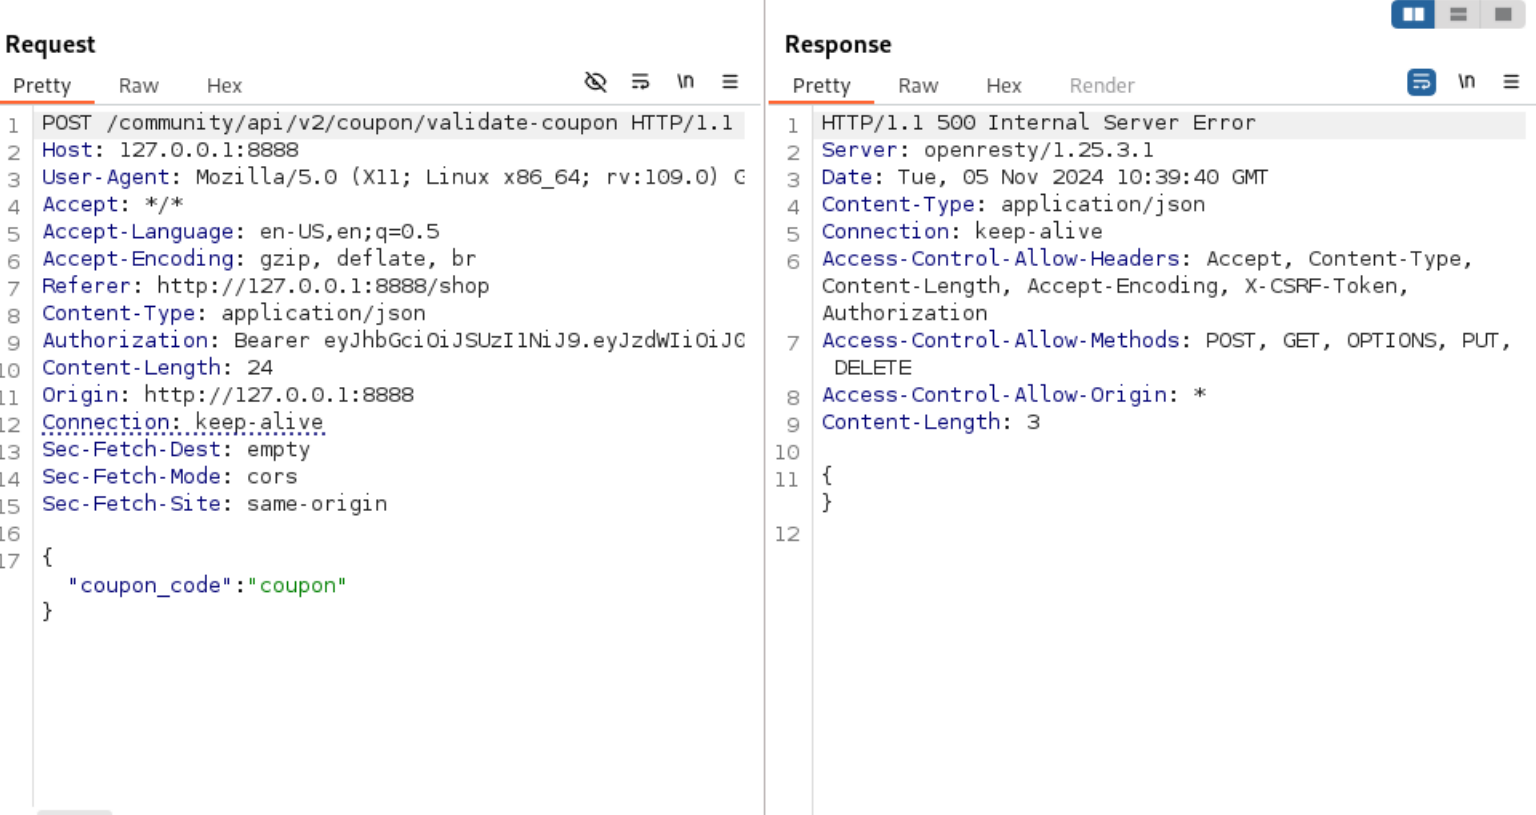 Request
Pretty Raw Hex \n
1 POST /community/api/v2/coupon/validate-coupon HTTP/1.1
2 Host: 127.0.0.1:8888
3 User-Agent: Mozilla/5.0 (X11; Linux x86_64; rv:109.0) G
4 Accept: */*
5 Accept-Language: en-US,en;q=0.5
6 Accept-Encoding: gzip, deflate, br
7 Referer: http://127.0.0.1:8888/shop
8 Content-Type: application/json
9 Authorization: Bearer eyJhbGciOiJSUzI1NiJ9.eyJzdWIiOiJ0
10 Content-Length: 24
11 Origin: http://127.0.0.1:8888
12 Connection: keep-alive
13 Sec-Fetch-Dest: empty
14 Sec-Fetch-Mode: cors
15 Sec-Fetch-Site: same-origin
16
17 {
"coupon_code":"coupon"
}
Response
Pretty Raw Hex Render \n
1 HTTP/1.1 500 Internal Server Error
2 Server: openresty/1.25.3.1
3 Date: Tue, 05 Nov 2024 10:39:40 GMT
4 Content-Type: application/json
5 Connection: keep-alive
6 Access-Control-Allow-Headers: Accept, Content-Type,
Content-Length, Accept-Encoding, X-CSRF-Token,
Authorization
7 Access-Control-Allow-Methods: POST, GET, OPTIONS, PUT,
DELETE
8 Access-Control-Allow-Origin: *
9 Content-Length: 3
10
11 {
}
12